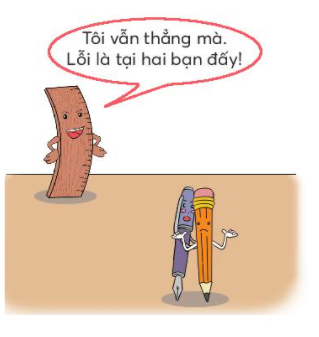 Tôi vẫn thẳng mà.
Lỗi là tại hai bạn đấy!